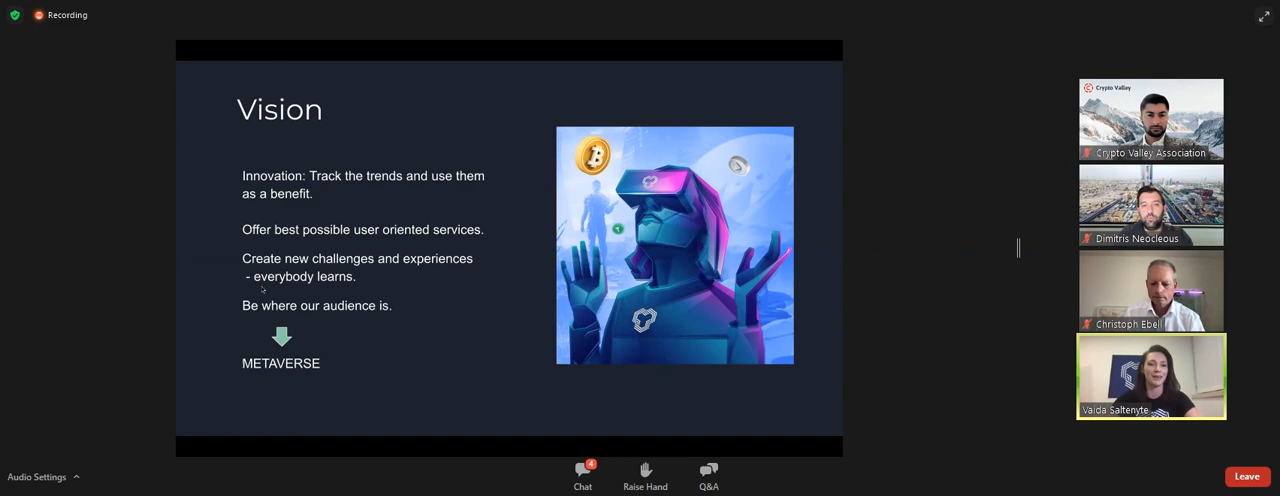 Recording
Vision
Innovation: Track the trends and use them
as a benefit.
Offer best possible user oriented services.
Create new challenges and experiences
- everybody learns.
Be where our audience is.
METAVERSE
Crypto Valley
Crypto Valley Association
Dimitris Neocleous
Christoph Ebell
Vaida Saltenyte
Audio Settings
4
Chat
Raise Hand
Q&A
Leave